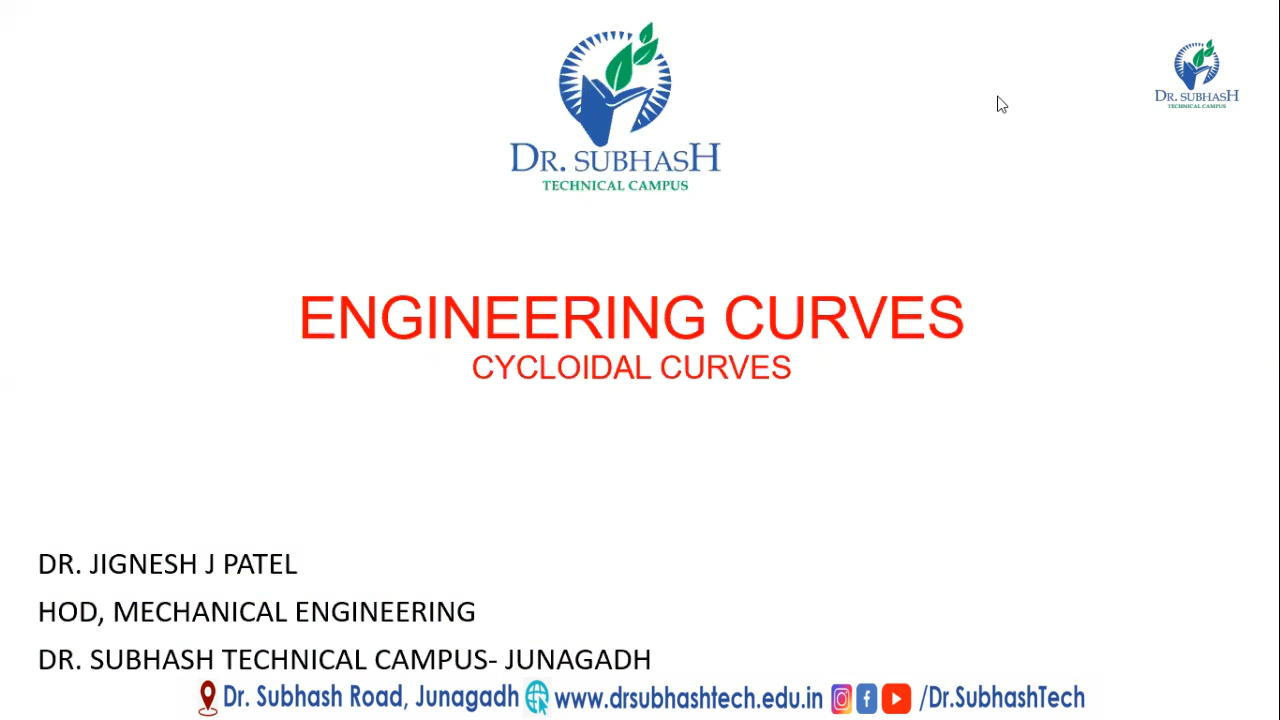 DR. SUBHASH
TECHNICAL CAMPUS
DR. SUBHASH
TECHNICAL CAMPUS
ENGINEERING CURVES
CYCLOIDAL CURVES
DR. JIGNESH J PATEL
HOD, MECHANICAL ENGINEERING
DR. SUBHASH TECHNICAL CAMPUS- JUNAGADH
Dr. Subhash Road, Junagadh www.drsubhashtech.edu.in /Dr.SubhashTech